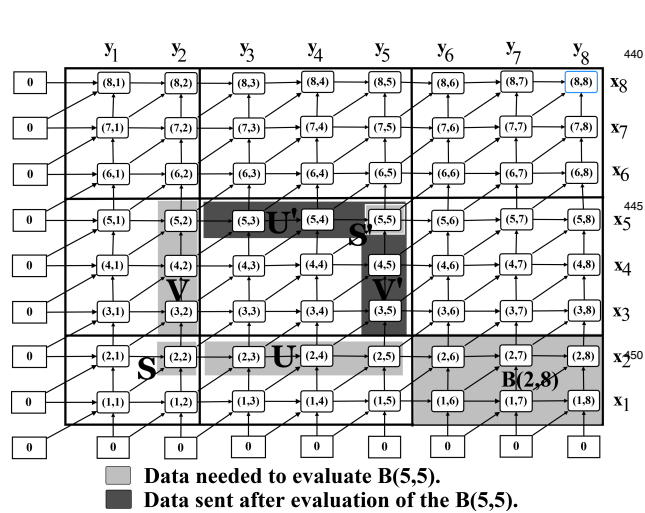 y1 y2 y3 y4 y5 y6 y7 y8 440
0 (8,1) (8,2) (8,3) (8,4) (8,5) (8,6) (8,7) (8,8) x8
0 (7,1) (7,2) (7,3) (7,4) (7,5) (7,6) (7,7) (7,8) x7
0 (6,1) (6,2) (6,3) (6,4) (6,5) (6,6) (6,7) (6,8) x6
445
0 (5,1) (5,2) (5,3) U' (5,4) (5,5) (5,6) (5,7) (5,8) x5
S'
0 (4,1) (4,2) (4,3) (4,4) (4,5) (4,6) (4,7) (4,8) x4
V V'
0 (3,1) (3,2) (3,3) (3,4) (3,5) (3,6) (3,7) (3,8) x3
0 (2,1) S (2,2) (2,3) U (2,4) (2,5) (2,6) (2,7) (2,8) x2 450
B(2,8)
0 (1,1) (1,2) (1,3) (1,4) (1,5) (1,6) (1,7) (1,8) x1
0 0 0 0 0 0 0 0 0
Data needed to evaluate B(5,5).
Data sent after evaluation of the B(5,5).